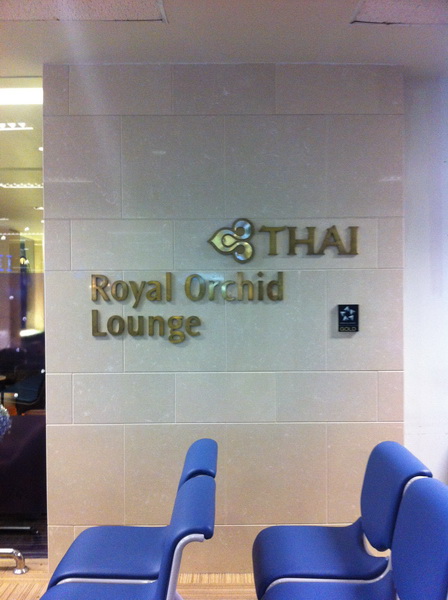 THAI
Royal Orchid
Lounge
GOLD